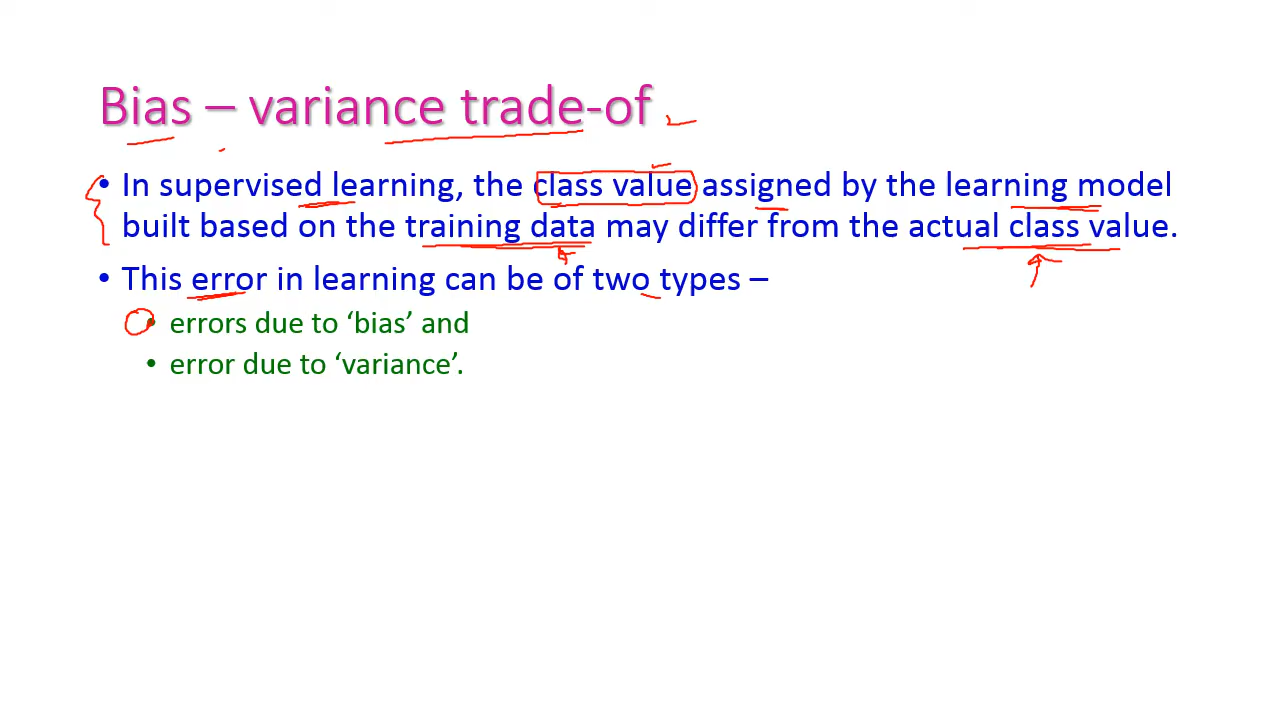 Bias – variance trade-of
• In supervised learning, the class value assigned by the learning model
built based on the training data may differ from the actual class value.
• This error in learning can be of two types –
• errors due to ‘bias’ and
• error due to ‘variance’.